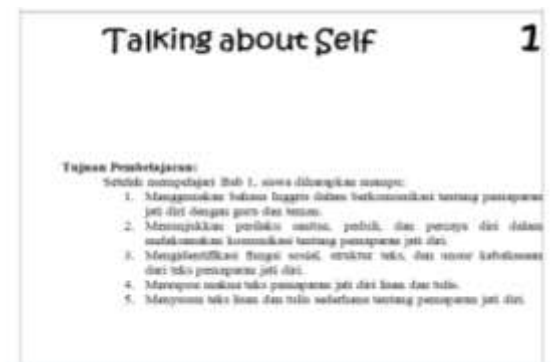 Talking about Self 1
Tujuan Pembelajaran:
Setelah mempelajari Bab 1, siswa diharapkan mampu:
1. Menggunakan bahasa Inggris dalam berkomunikasi tentang pemaparan
jati diri dengan guru dan teman.
2. Menunjukkan perilaku santun, peduli, dan percaya diri dalam
melaksanakan komunikasi tentang pemaparan jati diri.
3. Mengidentifikasi fungsi sosial, struktur teks, dan unsur kebahasaan
dari teks pemaparan jati diri.
4. Merespon makna teks pemaparan jati diri lisan dan tulis.
5. Menyusun teks lisan dan tulis sederhana tentang pemaparan jati diri.